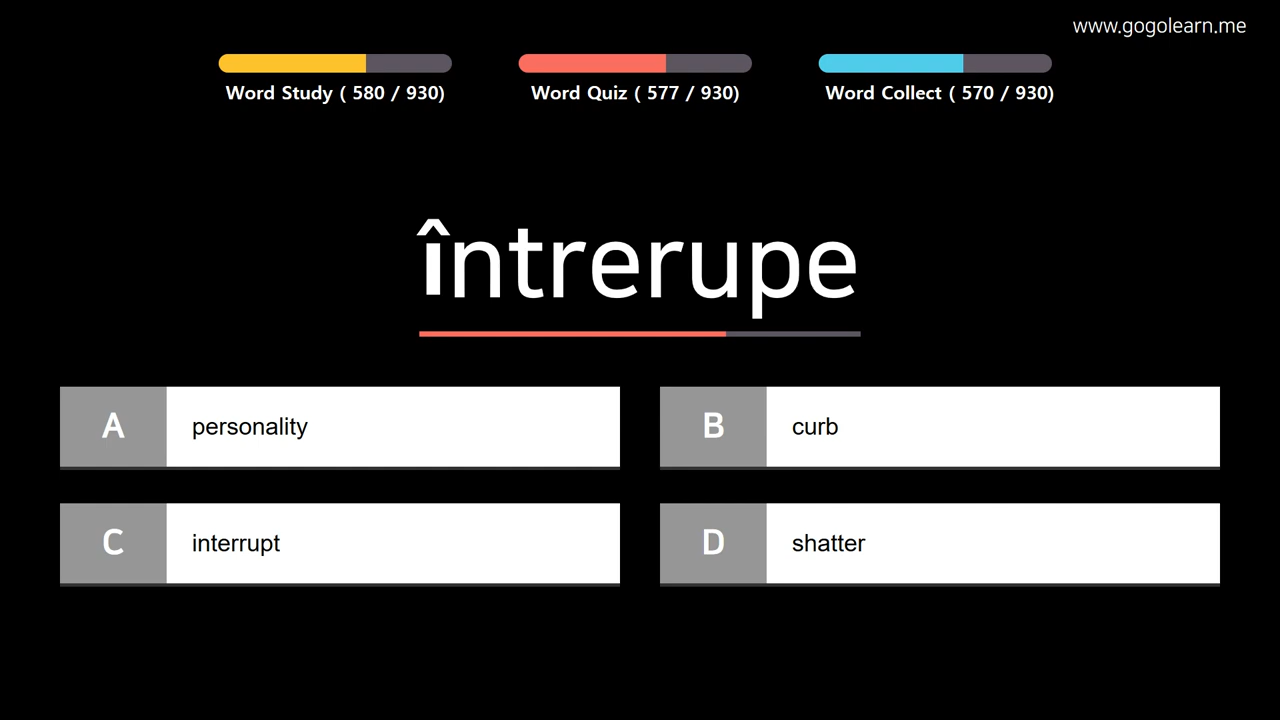 www.gogolearn.me
Word Study ( 580 / 930)
Word Quiz ( 577 / 930)
Word Collect ( 570 / 930)
întrerupe
A personality
B curb
C interrupt
D shatter